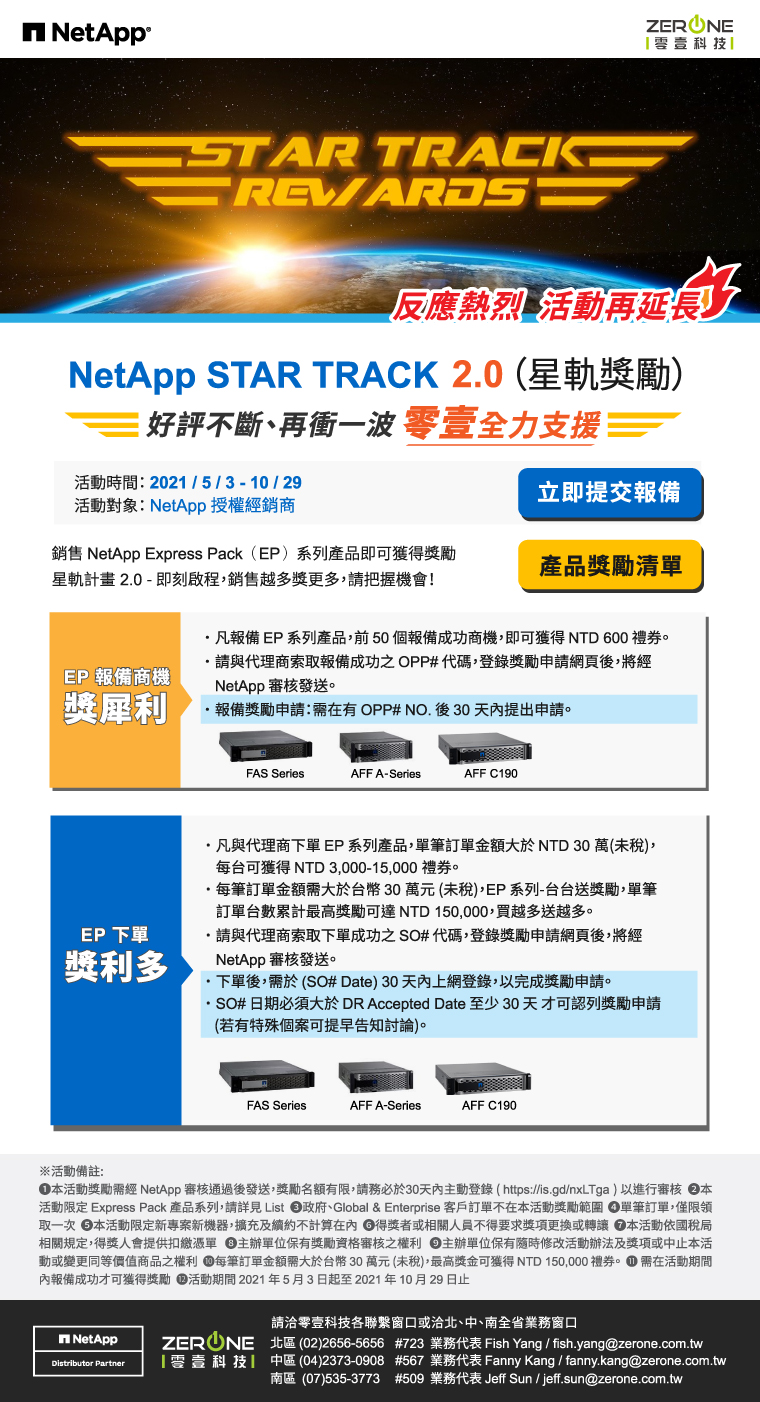 NetApp
ZERONE
零壹科技
STAR TRACK
REWARDS
反應熱烈 活動再延長
NetApp STAR TRACK 2.0（星軌獎勵）
好評不斷、再衝一波 零壹全力支援
活動時間：2021 / 5 / 3 - 10 / 29
活動對象：NetApp 授權經銷商
立即提交報備
銷售 NetApp Express Pack（EP）系列產品即可獲得獎勵
星軌計畫 2.0 - 即刻啟程，銷售越多獎更多，請把握機會！
產品獎勵清單
EP 報備商機
獎犀利
・凡報備 EP 系列產品，前 50 個報備成功商機，即可獲得 NTD 600 禮券。
・請與代理商索取報備成功之 OPP# 代碼，登錄獎勵申請網頁後，將經
NetApp 審核發送。
・報備獎勵申請：需在有 OPP# NO. 後 30 天內提出申請。
FAS Series AFF A-Series AFF C190
EP 下單
獎利多
・凡與代理商下單 EP 系列產品，單筆訂單金額大於 NTD 30 萬(未稅)，
每台可獲得 NTD 3,000-15,000 禮券。
・每筆訂單金額需大於台幣 30 萬元 (未稅)，EP 系列-台台送獎勵，單筆
訂單台數累計最高獎勵可達 NTD 150,000，買越多送越多。
・請與代理商索取下單成功之 SO# 代碼，登錄獎勵申請網頁後，將經
NetApp 審核發送。
・下單後，需於 (SO# Date) 30 天內上網登錄，以完成獎勵申請。
・SO# 日期必須大於 DR Accepted Date 至少 30 天 才可認列獎勵申請
(若有特殊個案可提早告知討論)。
FAS Series AFF A-Series AFF C190
※活動備註:
❶本活動獎勵需經 NetApp 審核通過後發送，獎勵名額有限，請務必於30天內主動登錄 ( https://is.gd/nxLTga ) 以進行審核 ❷本
活動限定 Express Pack 產品系列，請詳見 List ❸政府、Global & Enterprise 客戶訂單不在本活動獎勵範圍 ❹單筆訂單，僅限領
取一次 ❺本活動限定新專案新機器，擴充及續約不計算在內 ❻得獎者或相關人員不得要求獎項更換或轉讓 ❼本活動依國稅局
相關規定，得獎人會提供扣繳憑單 ❽主辦單位保有獎勵資格審核之權利 ❾主辦單位保有隨時修改活動辦法及獎項或中止本活
動或變更同等價值商品之權利 ❿每筆訂單金額需大於台幣 30 萬元 (未稅)，最高獎金可獲得 NTD 150,000 禮券。 ⓫需在活動期間
內報備成功才可獲得獎勵 ⓬活動期間 2021 年 5 月 3 日起至 2021 年 10 月 29 日止
NetApp
Distributor Partner
ZERONE
零壹科技
請洽零壹科技各聯繫窗口或洽北、中、南全省業務窗口
北區 (02)2656-5656 #723 業務代表 Fish Yang / fish.yang@zerone.com.tw
中區 (04)2373-0908 #567 業務代表 Fanny Kang / fanny.kang@zerone.com.tw
南區 (07)535-3773 #509 業務代表 Jeff Sun / jeff.sun@zerone.com.tw